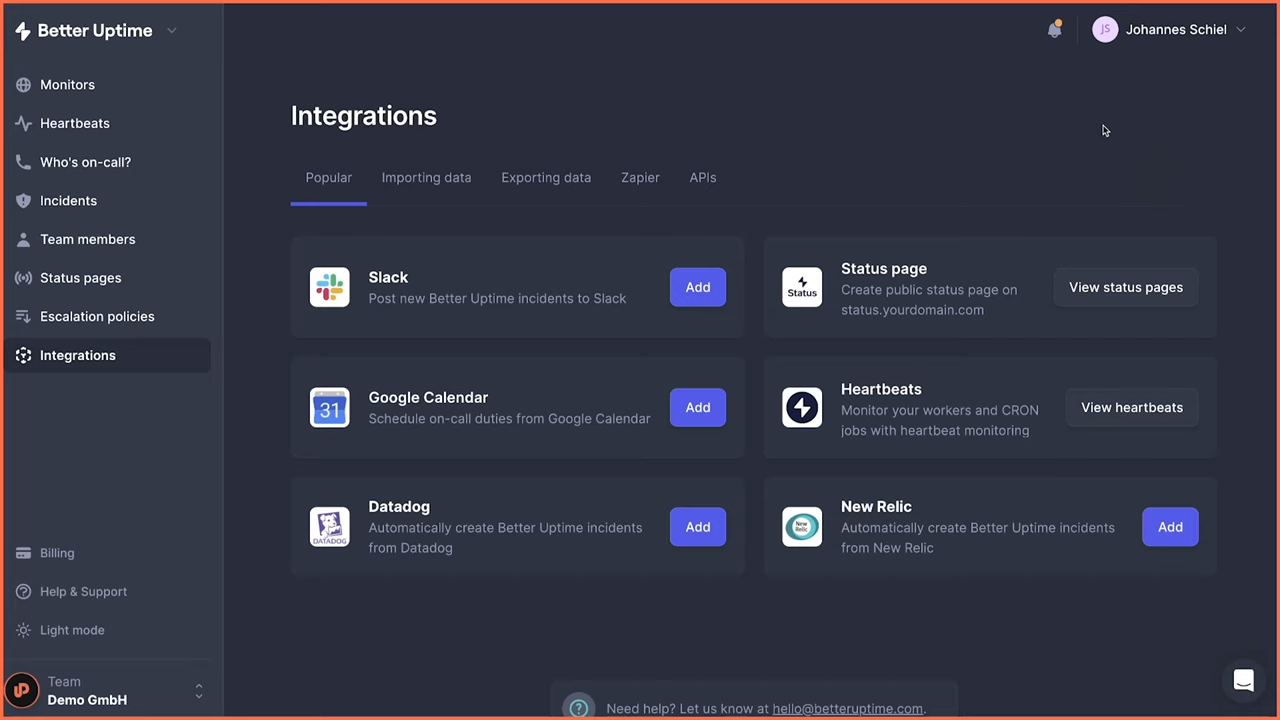 Better Uptime
JS
Johannes Schiel
Monitors
Heartbeats
Who's on-call?
Incidents
Team members
Status pages
Escalation policies
Integrations
Billing
Help & Support
Light mode
Team
Demo GmbH
Integrations
Popular
Importing data
Exporting data
Zapier
APIs
Slack
Post new Better Uptime incidents to Slack
Add
Status
Status page
Create public status page on
status.yourdomain.com
View status pages
31
Google Calendar
Schedule on-call duties from Google Calendar
Add
Heartbeats
Monitor your workers and CRON
jobs with heartbeat monitoring
View heartbeats
DATADOG
Datadog
Automatically create Better Uptime incidents
from Datadog
Add
New
Relic
New Relic
Automatically create Better Uptime incidents
from New Relic
Add
Need help? Let us know at hello@betteruptime.com.